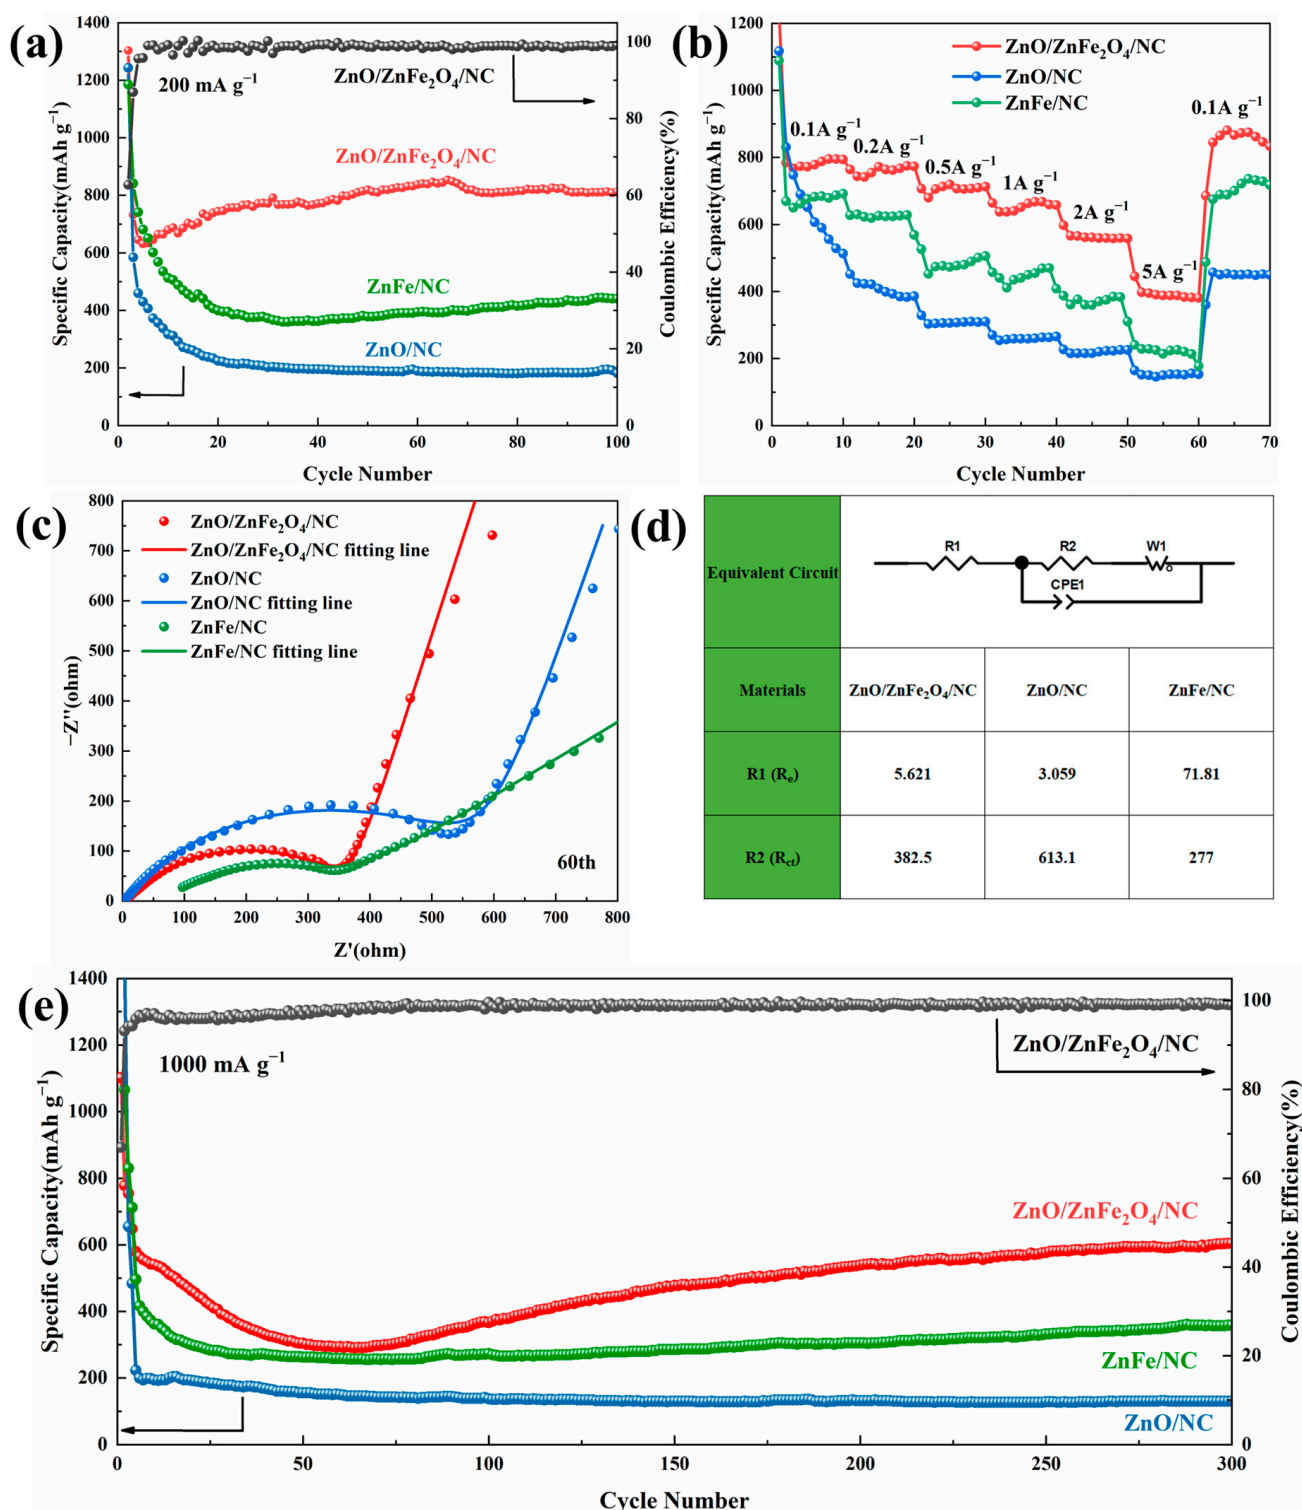 (a)
1400
1200
1000
800
600
400
200
0
Specific Capacity(mAh g⁻¹)
200 mA g⁻¹
ZnO/ZnFe₂O₄/NC
ZnO/ZnFe₂O₄/NC
ZnFe/NC
ZnO/NC
100
80
60
40
20
0
Coulombic Efficiency(%)
0 20 40 60 80 100
Cycle Number
(b)
1200
1000
800
600
400
200
0
Specific Capacity(mAh g⁻¹)
ZnO/ZnFe₂O₄/NC
ZnO/NC
ZnFe/NC
0.1A g⁻¹
0.2A g⁻¹
0.5A g⁻¹
1A g⁻¹
2A g⁻¹
5A g⁻¹
0.1A g⁻¹
0 10 20 30 40 50 60 70
Cycle Number
(c)
800
700
600
500
400
300
200
100
0
−Z''(ohm)
ZnO/ZnFe₂O₄/NC
ZnO/ZnFe₂O₄/NC fitting line
ZnO/NC
ZnO/NC fitting line
ZnFe/NC
ZnFe/NC fitting line
60th
0 100 200 300 400 500 600 700 800
Z'(ohm)
(d)
Equivalent Circuit
R1 R2 W1
CPE1
Materials ZnO/ZnFe₂O₄/NC ZnO/NC ZnFe/NC
R1 (Rₑ) 5.621 3.059 71.81
R2 (R_ct) 382.5 613.1 277
(e)
1400
1200
1000
800
600
400
200
0
Specific Capacity(mAh g⁻¹)
1000 mA g⁻¹
ZnO/ZnFe₂O₄/NC
ZnO/ZnFe₂O₄/NC
ZnFe/NC
ZnO/NC
100
80
60
40
20
0
Coulombic Efficiency(%)
0 50 100 150 200 250 300
Cycle Number